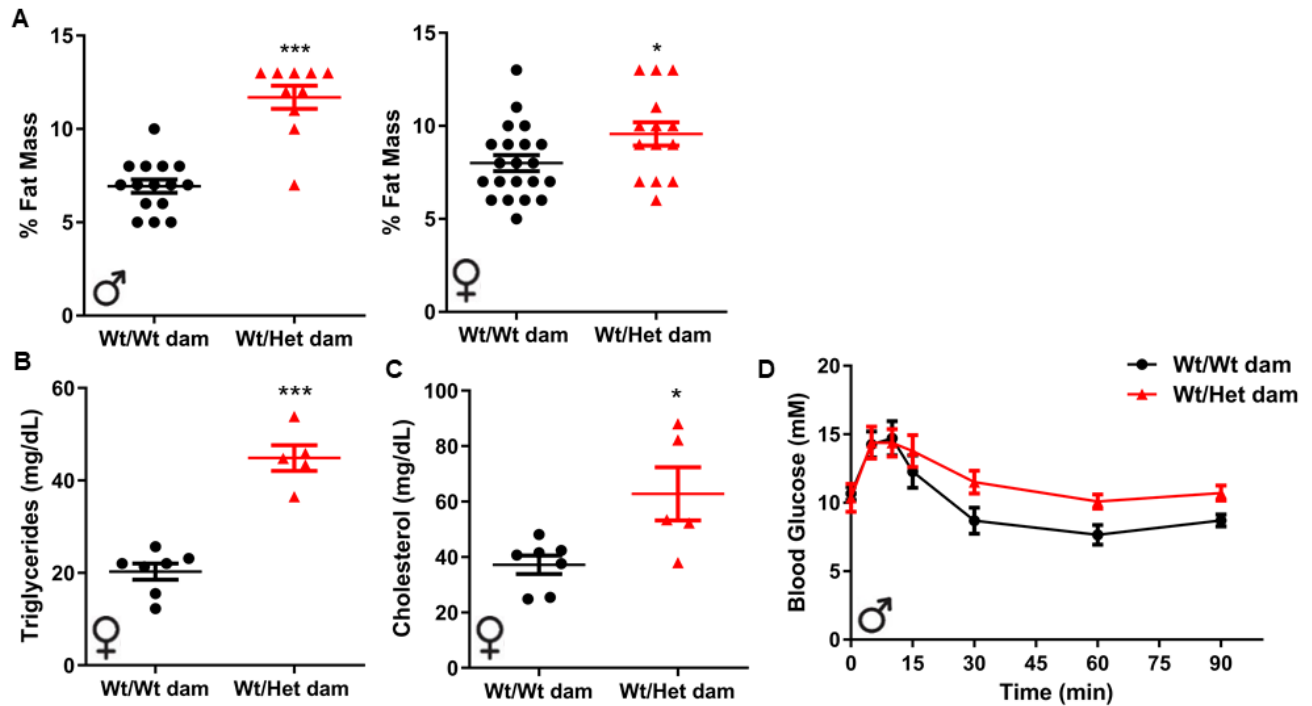 A
15
10
5
0
% Fat Mass
***
♂
Wt/Wt dam
Wt/Het dam
15
10
5
0
% Fat Mass
*
♀
Wt/Wt dam
Wt/Het dam
B
60
40
20
0
Triglycerides (mg/dL)
***
♀
Wt/Wt dam
Wt/Het dam
C
100
80
60
40
20
0
Cholesterol (mg/dL)
*
♀
Wt/Wt dam
Wt/Het dam
D
20
15
10
5
0
Blood Glucose (mM)
Wt/Wt dam
Wt/Het dam
♂
0 15 30 45 60 75 90
Time (min)